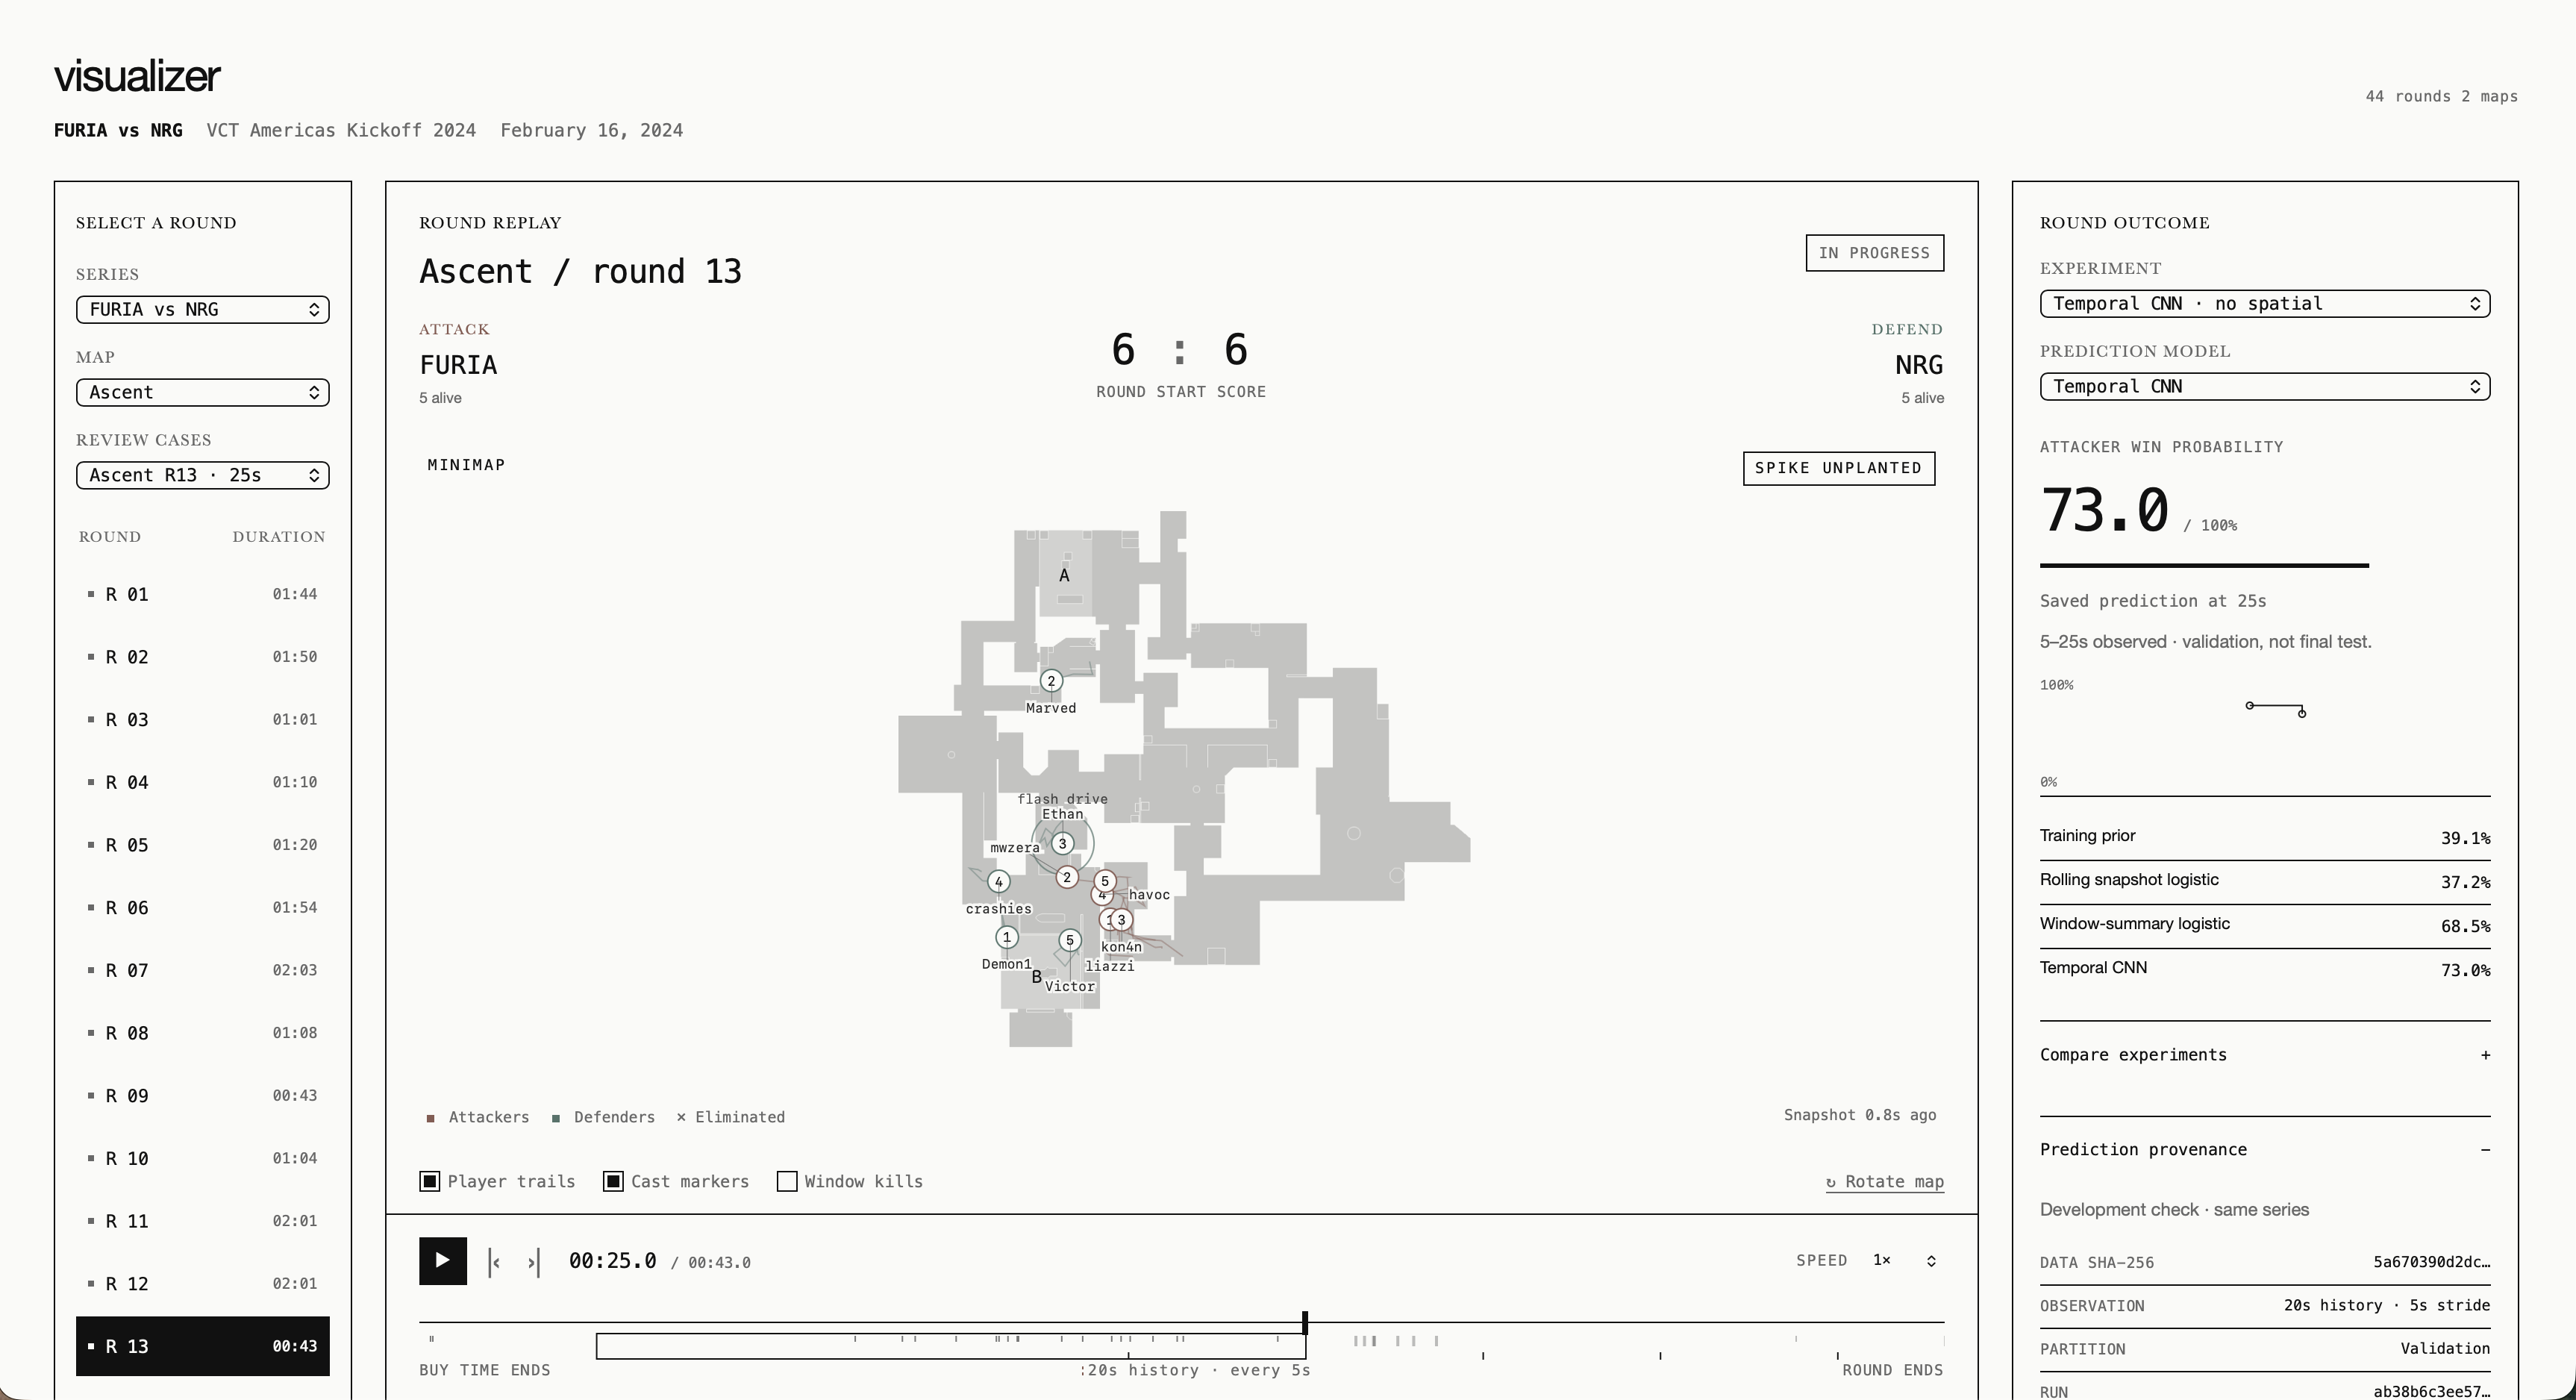 visualizer
44 rounds 2 maps
FURIA vs NRG VCT Americas Kickoff 2024 February 16, 2024
SELECT A ROUND
SERIES
FURIA vs NRG
MAP
Ascent
REVIEW CASES
Ascent R13 · 25s
ROUND DURATION
R 01 01:44
R 02 01:50
R 03 01:01
R 04 01:10
R 05 01:20
R 06 01:54
R 07 02:03
R 08 01:08
R 09 00:43
R 10 01:04
R 11 02:01
R 12 02:01
R 13 00:43
ROUND REPLAY
IN PROGRESS
Ascent / round 13
ATTACK
FURIA
5 alive
6 : 6
ROUND START SCORE
DEFEND
NRG
5 alive
MINIMAP
SPIKE UNPLANTED
A
2
Marved
flash drive
Ethan
3
mwzera
2
5
4
4
havoc
crashies
1
3
1
5
kon4n
Demon1
liazzi
B
Victor
Attackers Defenders × Eliminated
Snapshot 0.8s ago
Player trails Cast markers Window kills
↻ Rotate map
00:25.0 / 00:43.0
SPEED 1×
BUY TIME ENDS
:20s history · every 5s
ROUND ENDS
ROUND OUTCOME
EXPERIMENT
Temporal CNN · no spatial
PREDICTION MODEL
Temporal CNN
ATTACKER WIN PROBABILITY
73.0 / 100%
Saved prediction at 25s
5–25s observed · validation, not final test.
100%
0%
Training prior 39.1%
Rolling snapshot logistic 37.2%
Window-summary logistic 68.5%
Temporal CNN 73.0%
Compare experiments +
Prediction provenance −
Development check · same series
DATA SHA-256 5a670390d2dc…
OBSERVATION 20s history · 5s stride
PARTITION Validation
RUN ab38b6c3ee57…